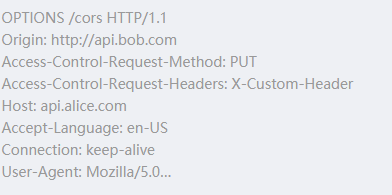 OPTIONS /cors HTTP/1.1
Origin: http://api.bob.com
Access-Control-Request-Method: PUT
Access-Control-Request-Headers: X-Custom-Header
Host: api.alice.com
Accept-Language: en-US
Connection: keep-alive
User-Agent: Mozilla/5.0...